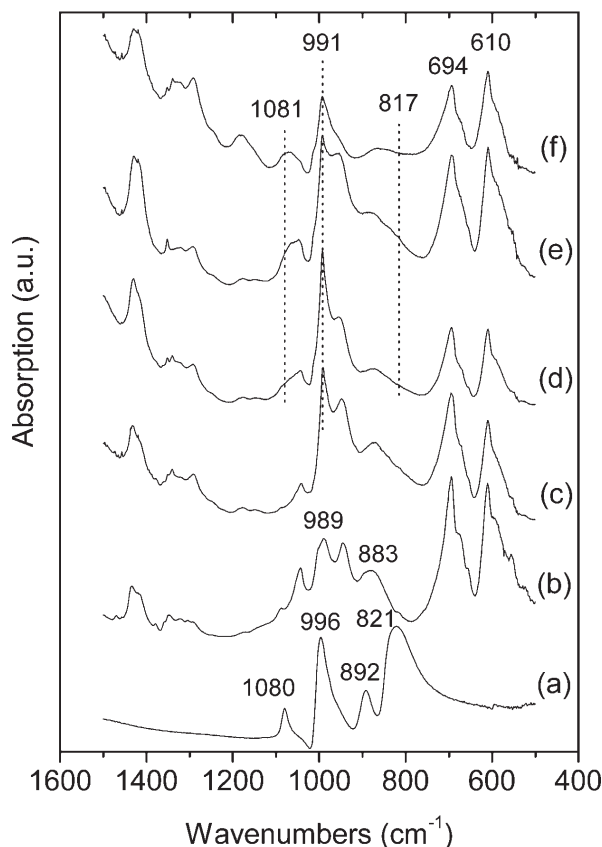 991
610
694
1081
817
(f)
(e)
(d)
(c)
989
883
(b)
996
821
892
1080
(a)
Absorption (a.u.)
1600 1400 1200 1000 800 600 400
Wavenumbers (cm⁻¹)